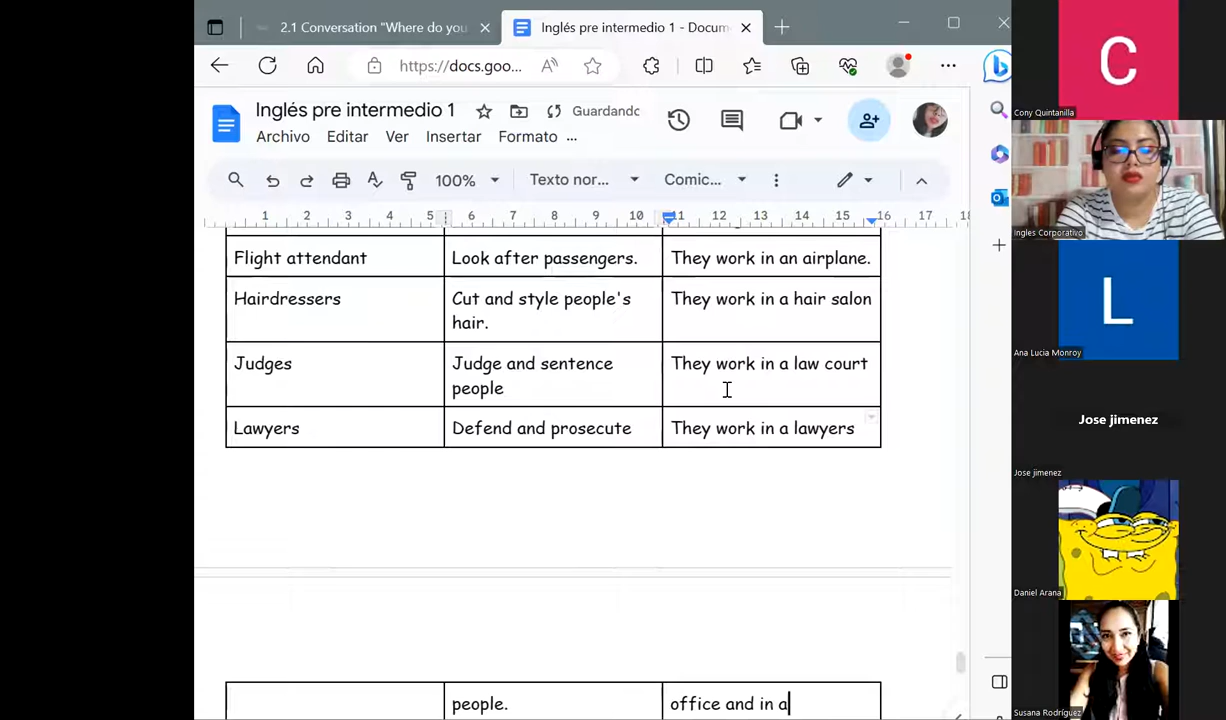 2.1 Conversation "Where do you
Inglés pre intermedio 1 - Docum
https://docs.goo...
Inglés pre intermedio 1
Guardando
Archivo Editar Ver Insertar Formato ...
100% Texto nor... Comic...
1 2 3 4 5 6 7 8 9 10 11 12 13 14 15 16 17 18
Flight attendant
Look after passengers.
They work in an airplane.
Hairdressers
Cut and style people's
hair.
They work in a hair salon
Judges
Judge and sentence
people
They work in a law court
Lawyers
Defend and prosecute
people.
They work in a lawyers
office and in a
C
Cony Quintanilla
Ingles Corporativo
L
Ana Lucia Monroy
Jose jimenez
Jose jimenez
Daniel Arana
Susana Rodríguez